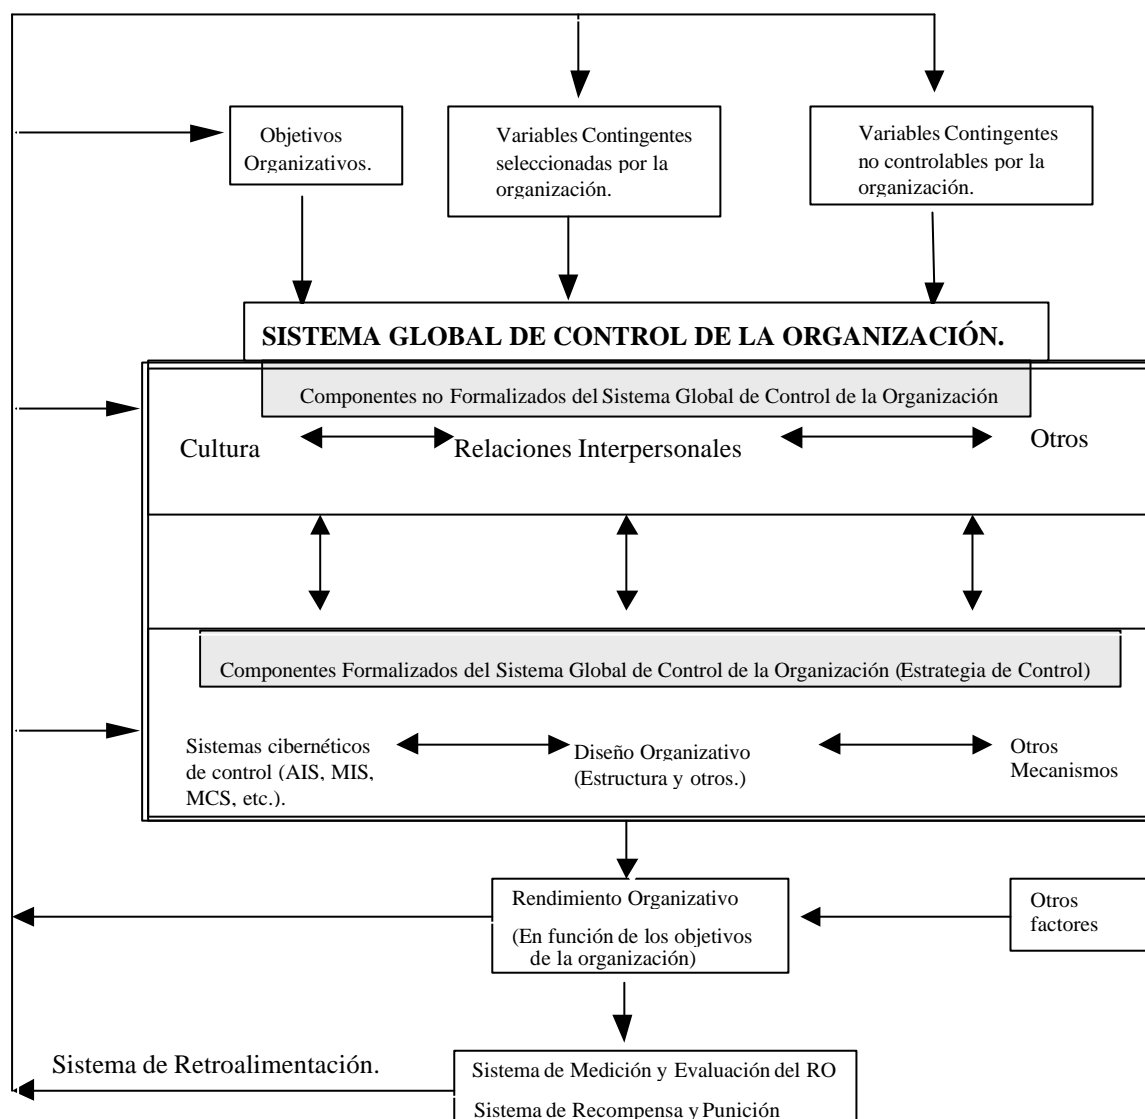 Objetivos
Organizativos.
Variables Contingentes
seleccionadas por la
organización.
Variables Contingentes
no controlables por la
organización.
SISTEMA GLOBAL DE CONTROL DE LA ORGANIZACIÓN.
Componentes no Formalizados del Sistema Global de Control de la Organización
Cultura
Relaciones Interpersonales
Otros
Componentes Formalizados del Sistema Global de Control de la Organización (Estrategia de Control)
Sistemas cibernéticos
de control (AIS, MIS,
MCS, etc.).
Diseño Organizativo
(Estructura y otros.)
Otros
Mecanismos
Rendimiento Organizativo
(En función de los objetivos
de la organización)
Otros
factores
Sistema de Retroalimentación.
Sistema de Medición y Evaluación del RO
Sistema de Recompensa y Punición